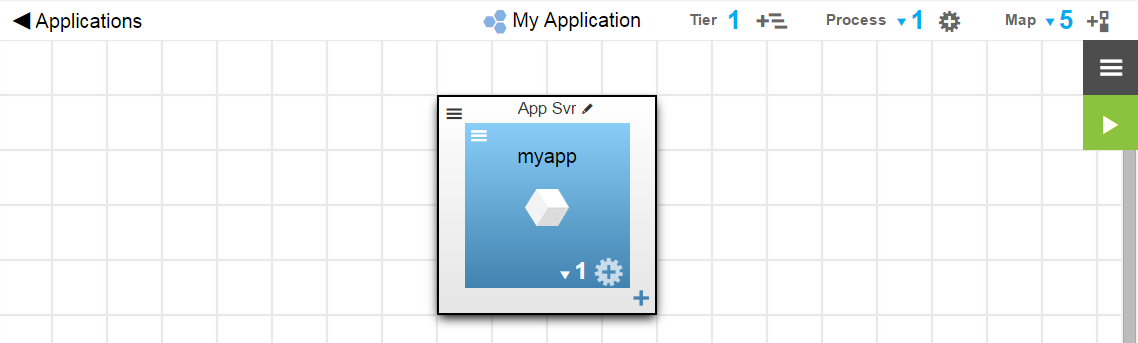 Applications My Application Tier 1 Process 1 Map 5
App Svr
myapp
1